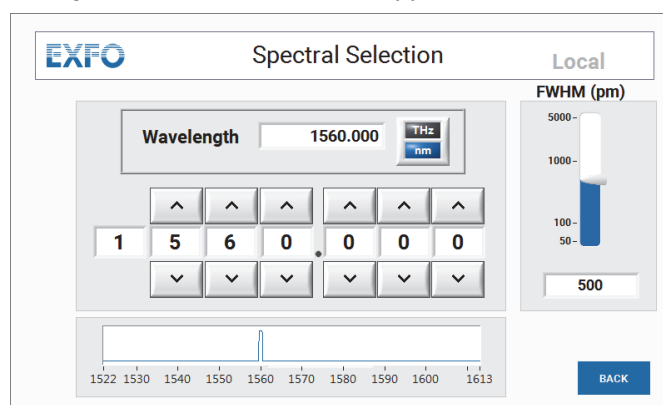 EXFO
Spectral Selection
Local
FWHM (pm)
Wavelength 1560.000 THz
nm
1 5 6 0 . 0 0 0
5000
1000
100
50
500
1522 1530 1540 1550 1560 1570 1580 1590 1600 1613
BACK